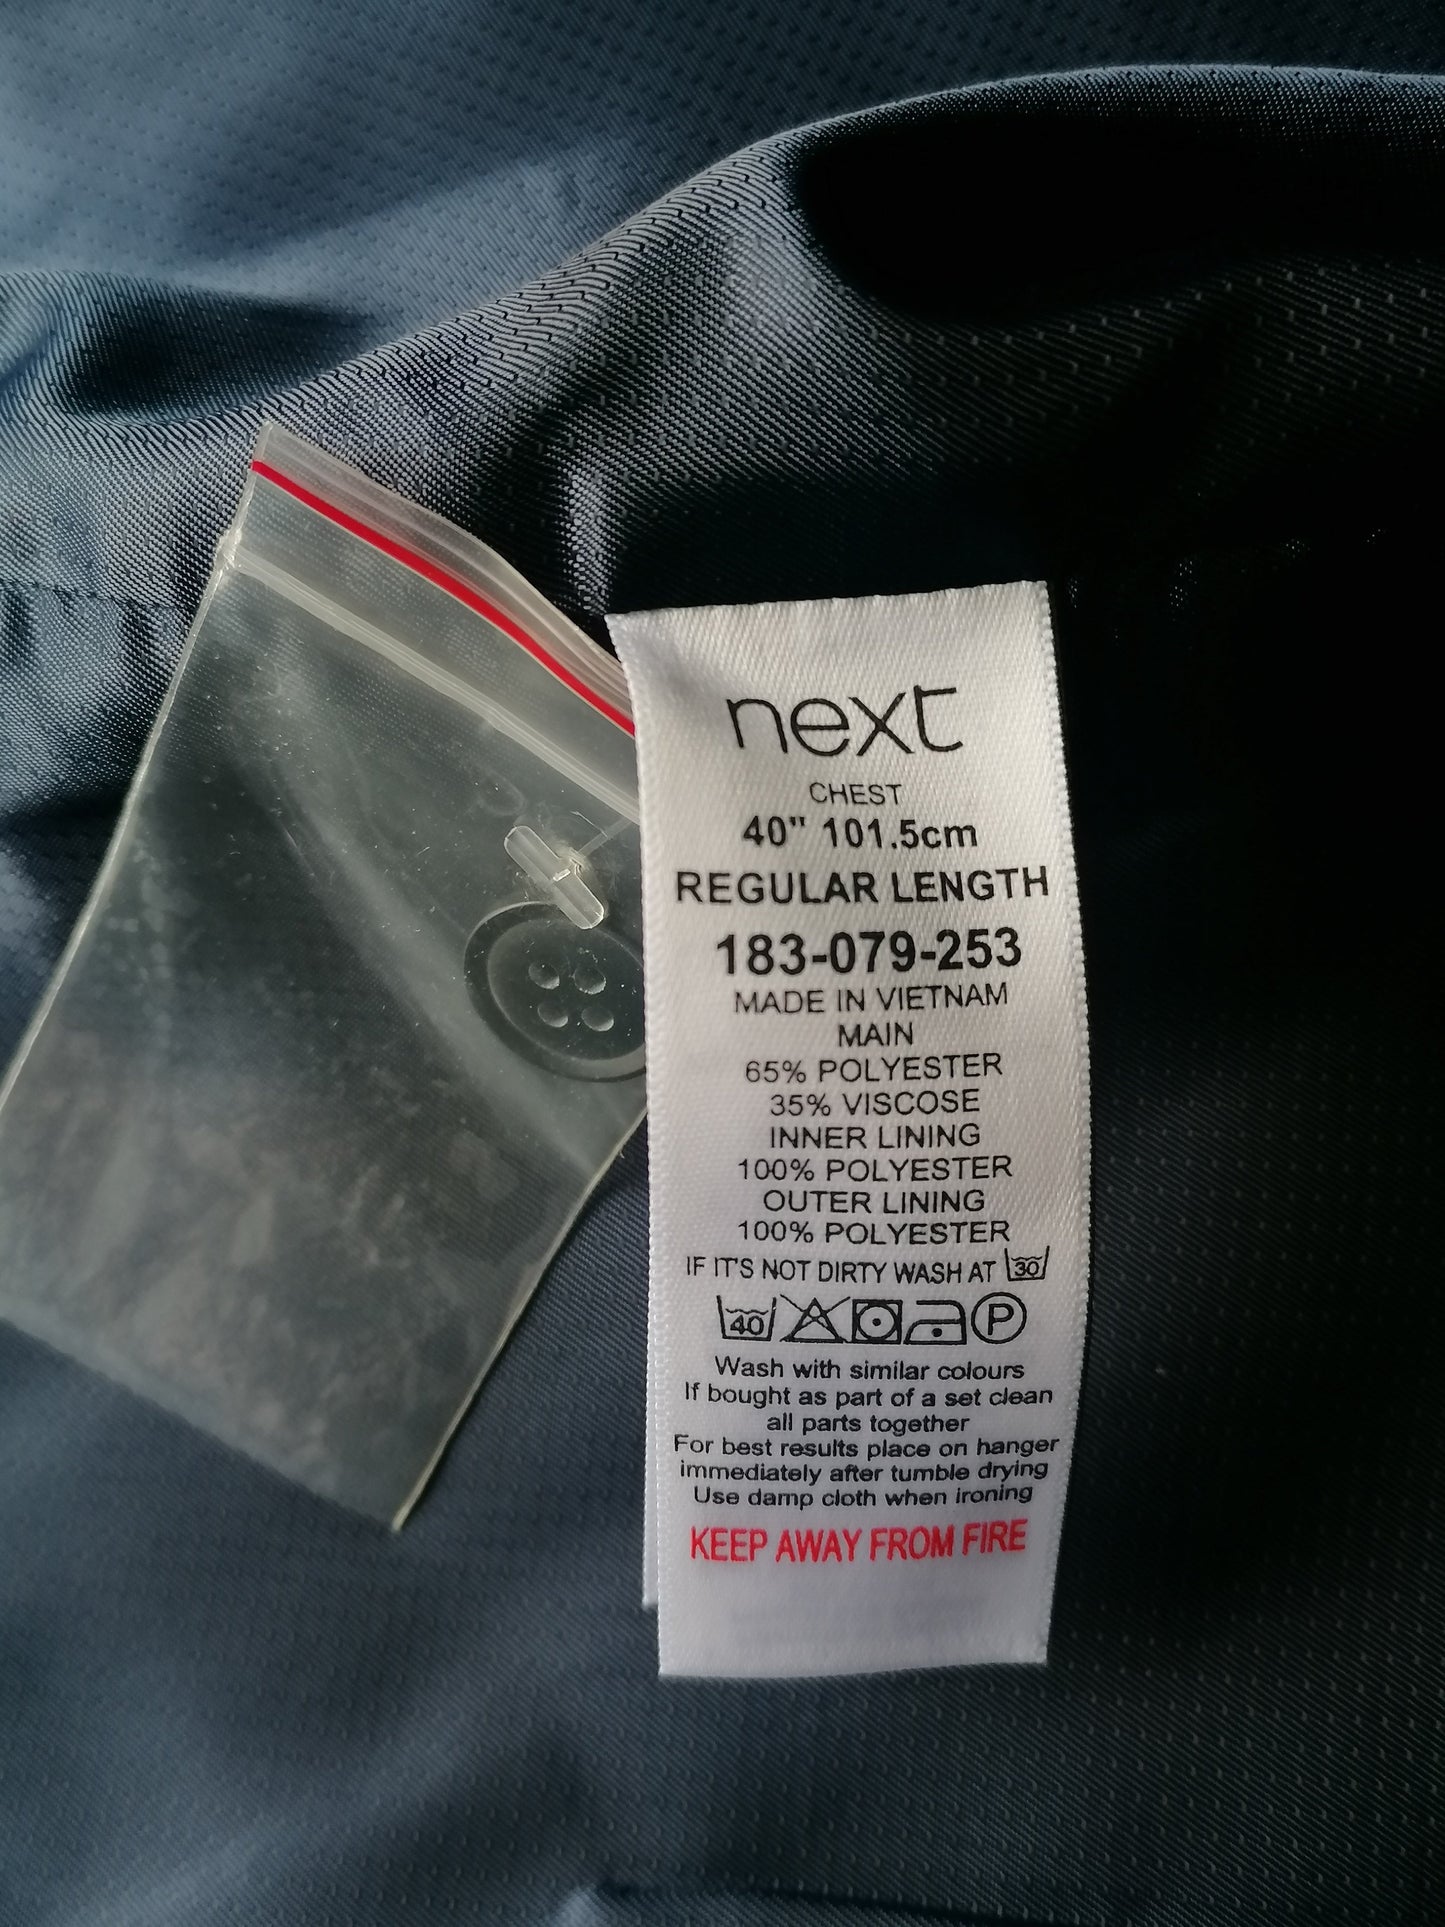 next
CHEST
40" 101.5cm
REGULAR LENGTH
183-079-253
MADE IN VIETNAM
MAIN
65% POLYESTER
35% VISCOSE
INNER LINING
100% POLYESTER
OUTER LINING
100% POLYESTER
IF IT'S NOT DIRTY WASH AT 30
40 P
Wash with similar colours
If bought as part of a set clean
all parts together
For best results place on hanger
immediately after tumble drying
Use damp cloth when ironing
KEEP AWAY FROM FIRE